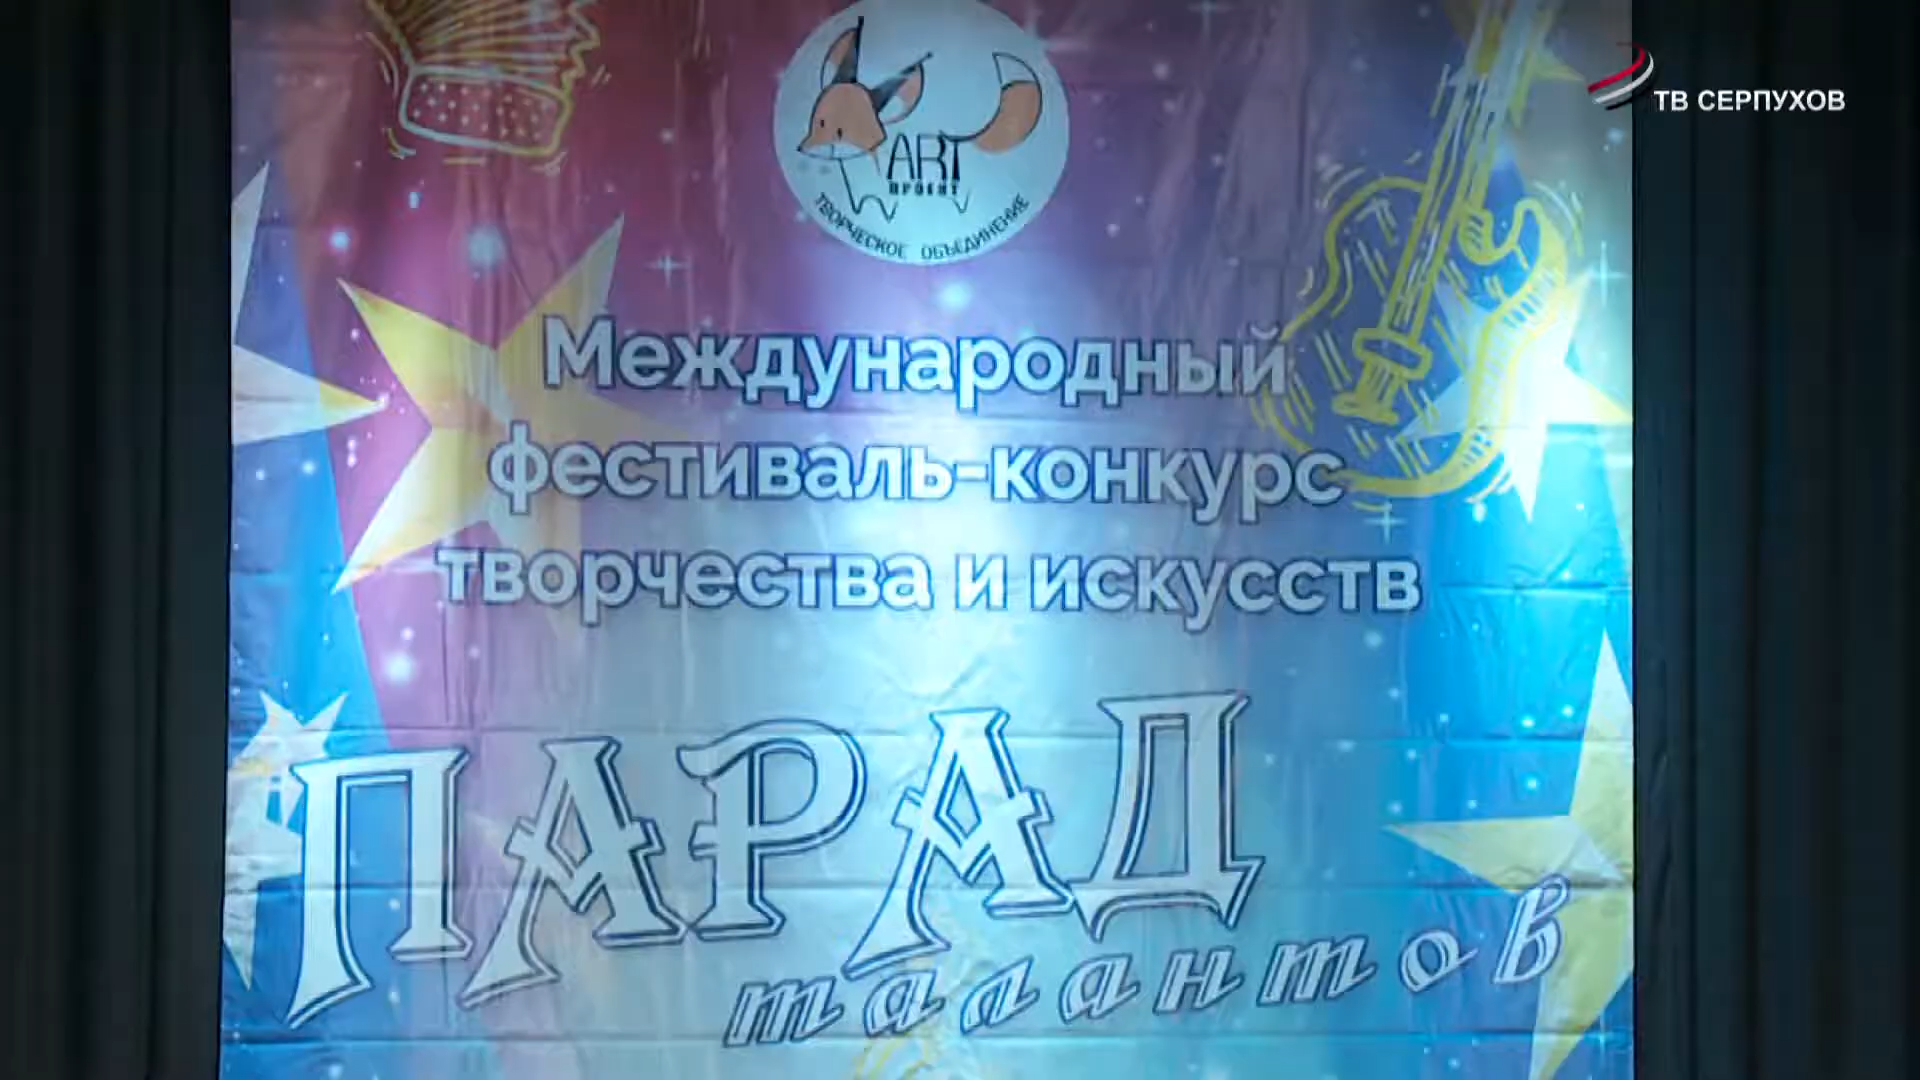 ТВ СЕРПУХОВ
ART
ПРОЕКТ
ТВОРЧЕСКОЕ ОБЪЕДИНЕНИЕ
Международный
фестиваль-конкурс
творчества и искусств
ПАРАД
талантов